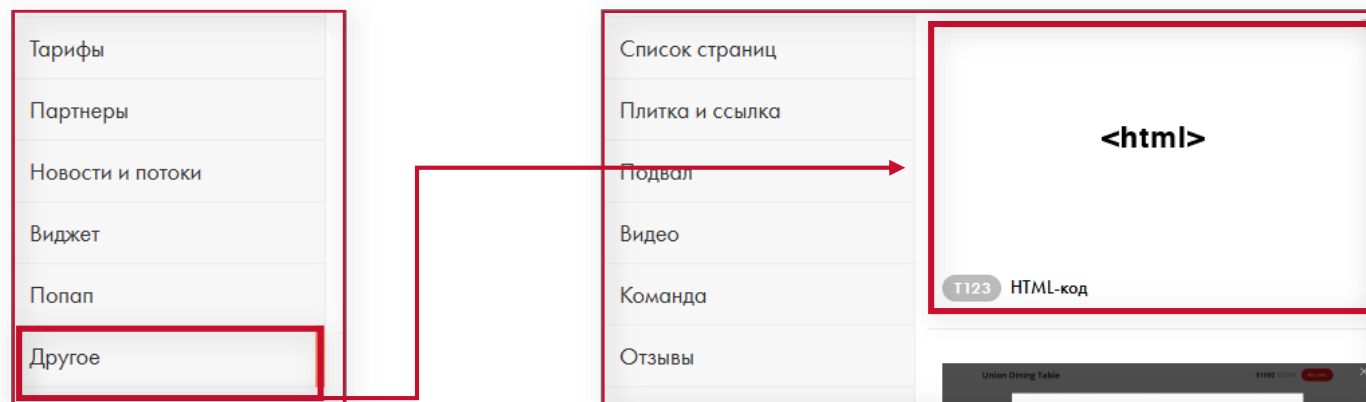 Тарифы
Партнеры
Новости и потоки
Виджет
Попап
Другое
Список страниц
Плитка и ссылка
Подвал
Видео
Команда
Отзывы
<html>
T123 HTML-код
Union Dining Table